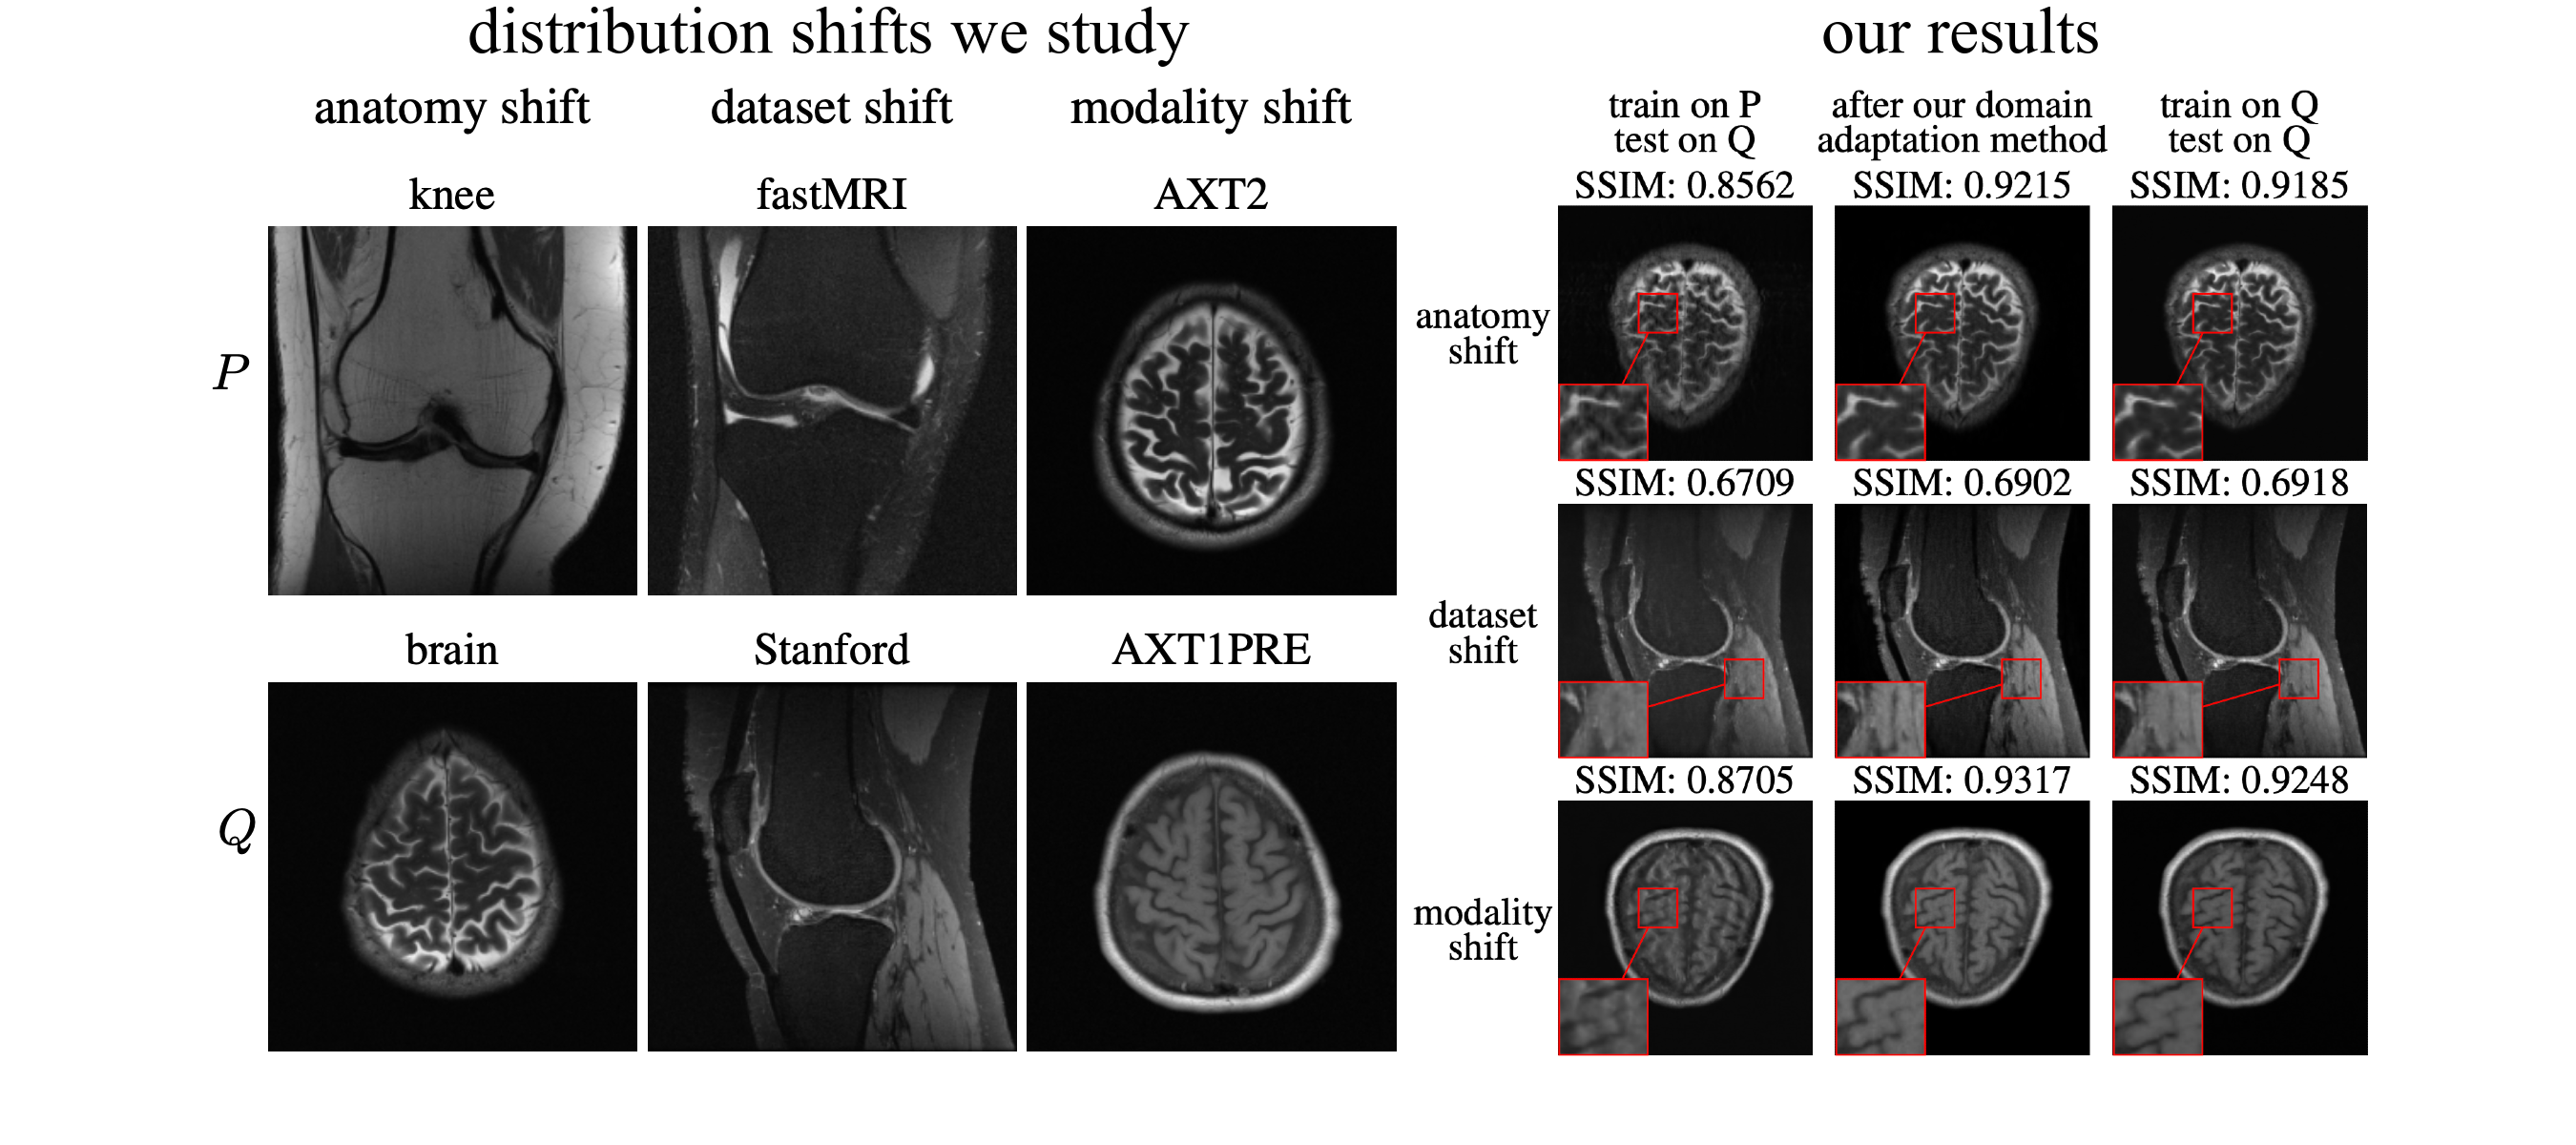 distribution shifts we study
anatomy shift
dataset shift
modality shift
knee
fastMRI
AXT2
P
brain
Stanford
AXT1PRE
Q
our results
train on P
test on Q
after our domain
adaptation method
train on Q
test on Q
SSIM: 0.8562
SSIM: 0.9215
SSIM: 0.9185
anatomy
shift
SSIM: 0.6709
SSIM: 0.6902
SSIM: 0.6918
dataset
shift
SSIM: 0.8705
SSIM: 0.9317
SSIM: 0.9248
modality
shift